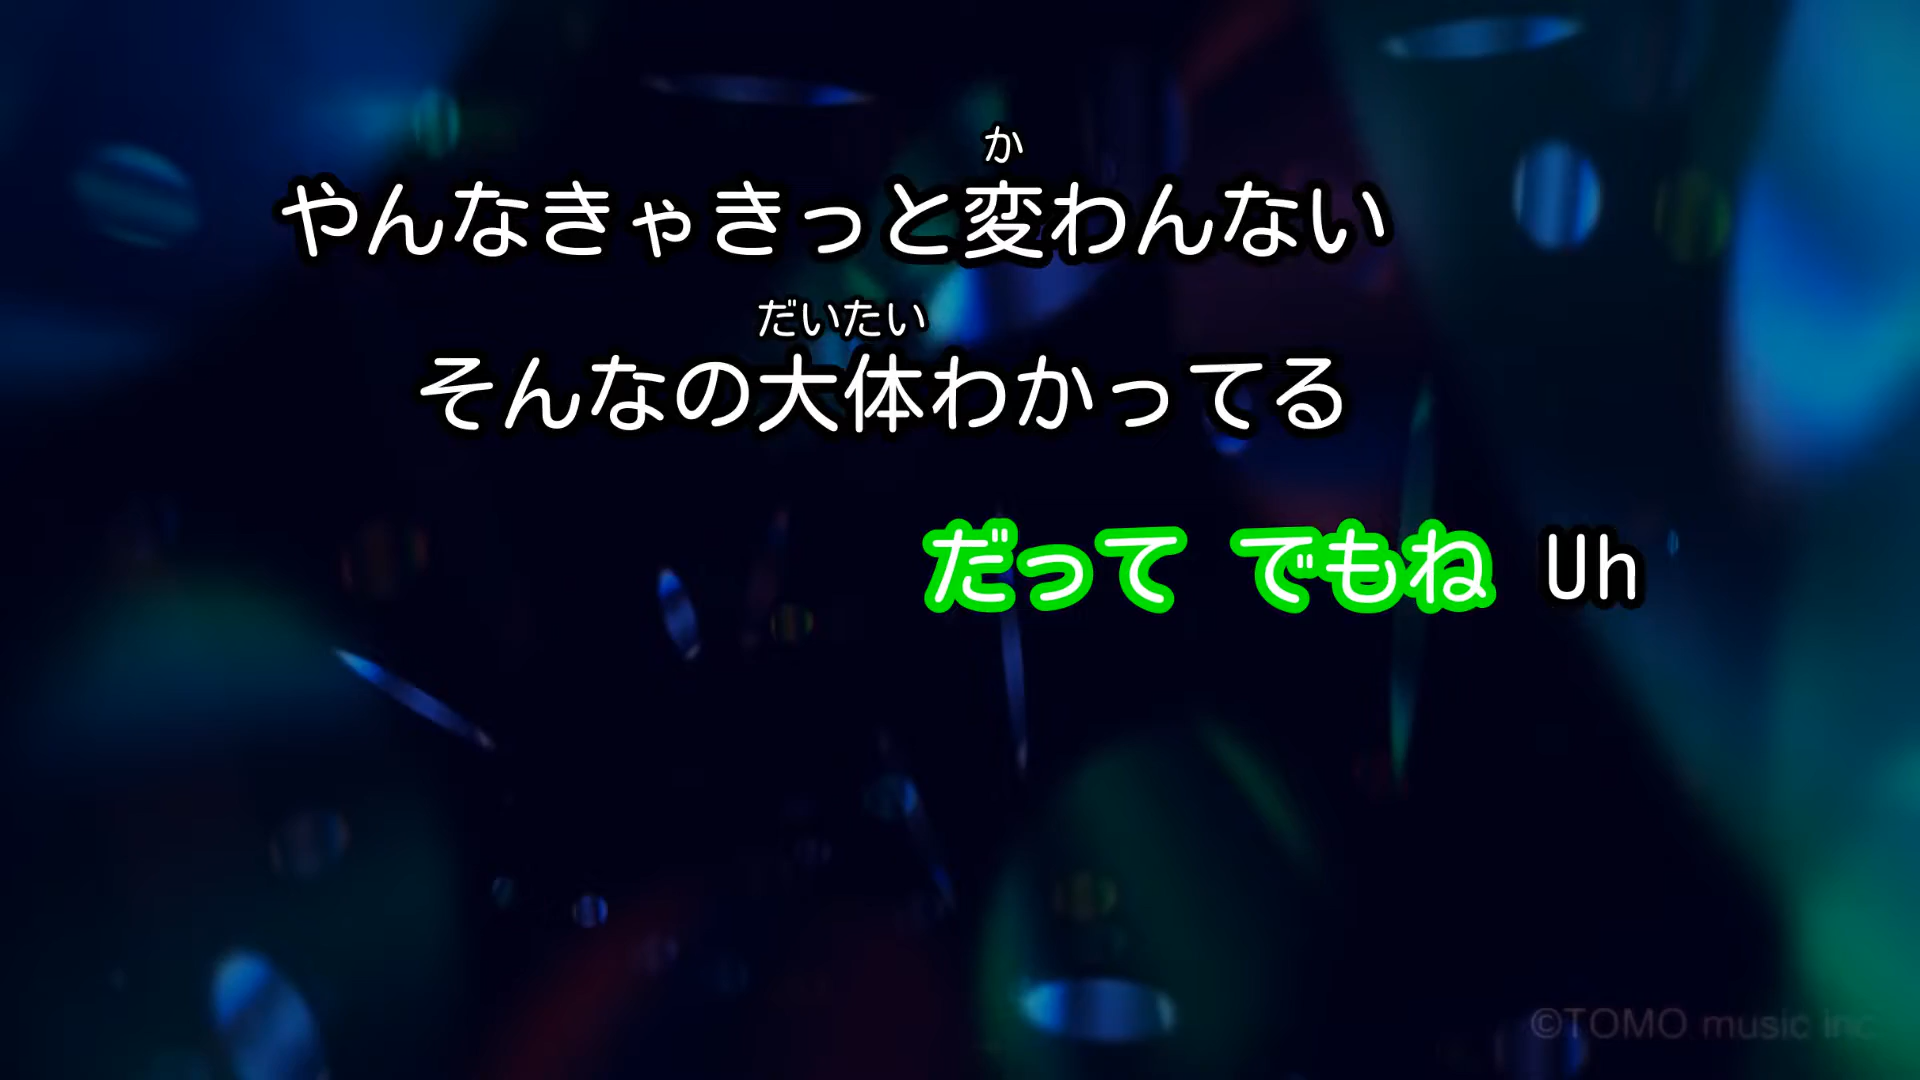 か
やんなきゃきっと変わんない
だいたい
そんなの大体わかってる
だって でもね Uh
©TOMO music inc.